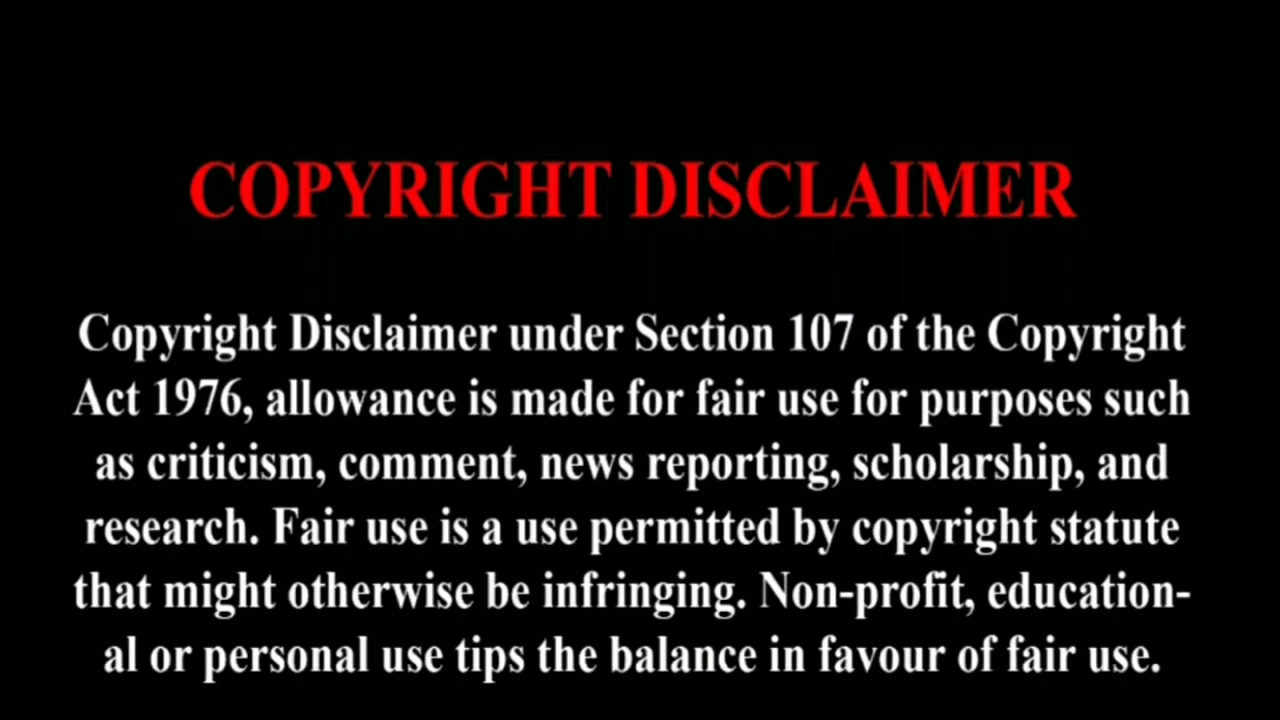 COPYRIGHT DISCLAIMER
Copyright Disclaimer under Section 107 of the Copyright
Act 1976, allowance is made for fair use for purposes such
as criticism, comment, news reporting, scholarship, and
research. Fair use is a use permitted by copyright statute
that might otherwise be infringing. Non-profit, education-
al or personal use tips the balance in favour of fair use.